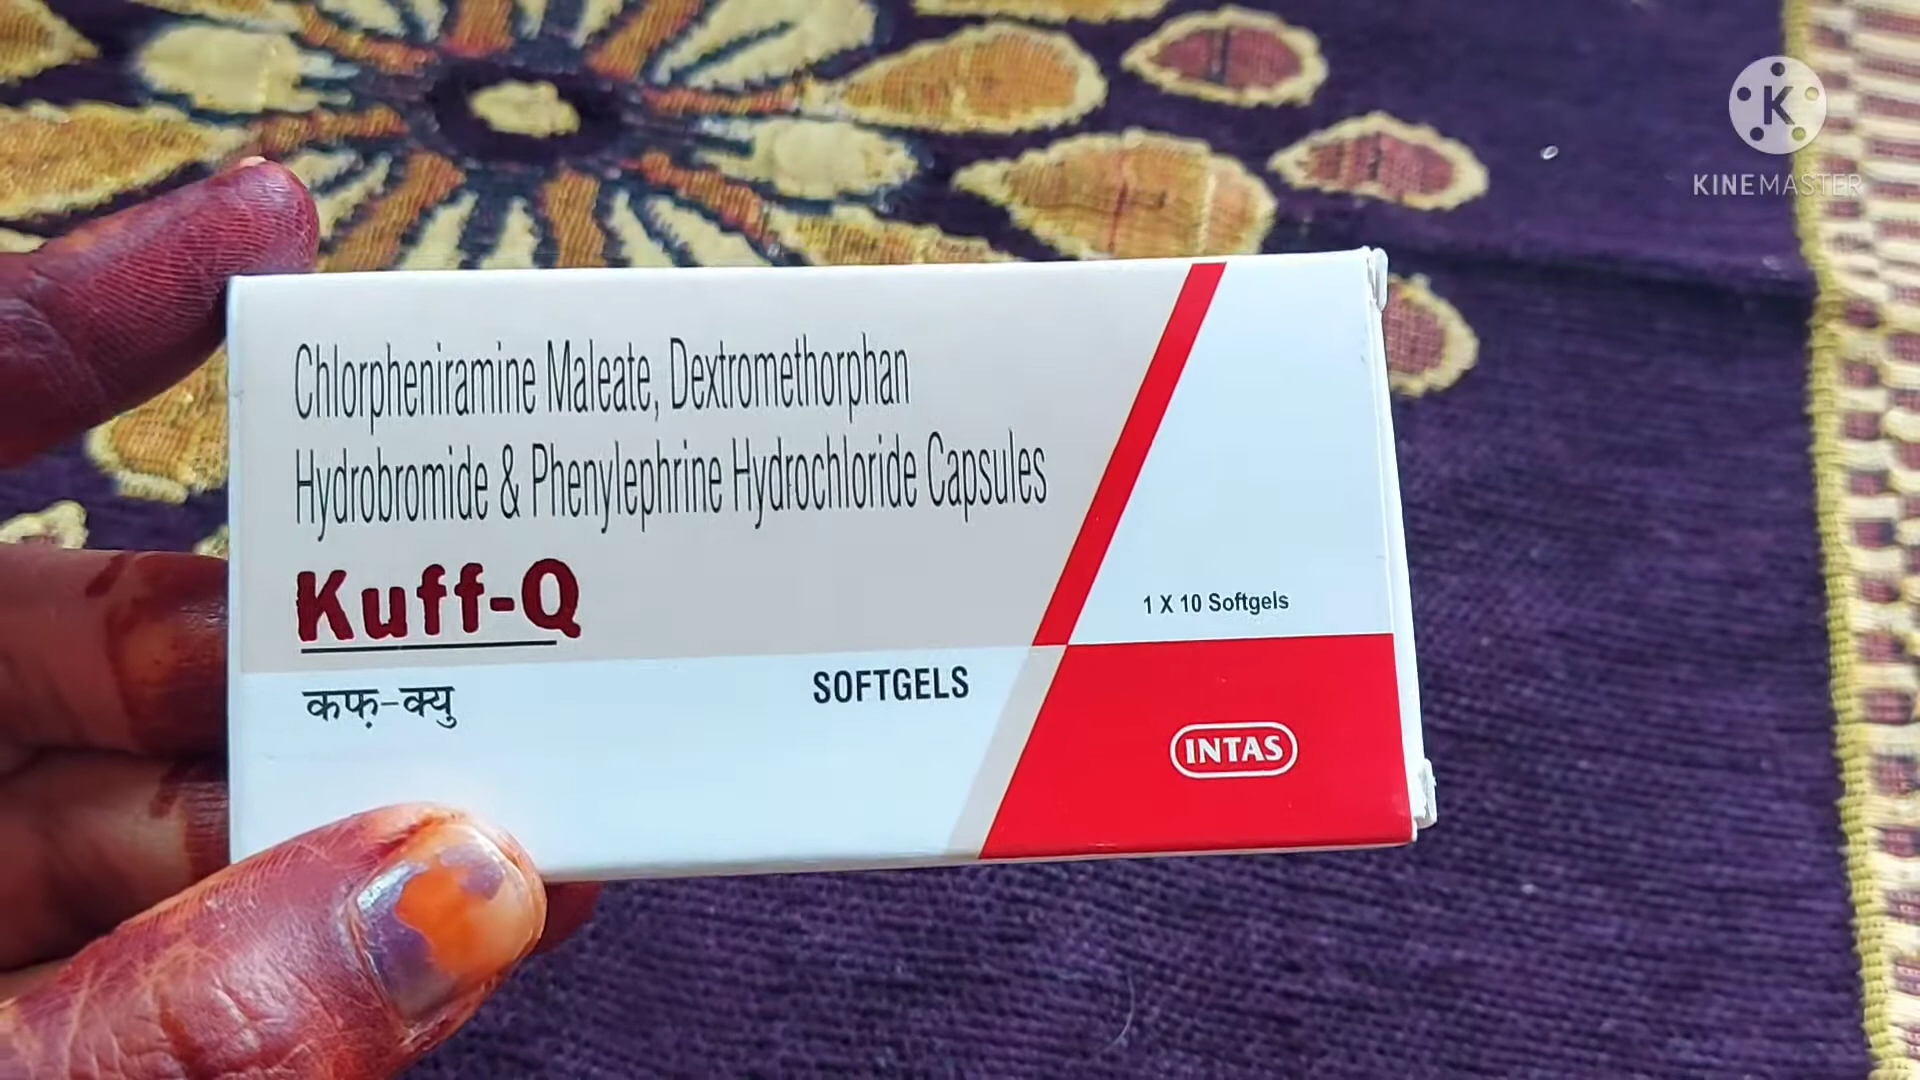 K
KINEMASTER
Chlorpheniramine Maleate, Dextromethorphan
Hydrobromide & Phenylephrine Hydrochloride Capsules
Kuff-Q
1 X 10 Softgels
कफ़-क्यु
SOFTGELS
INTAS